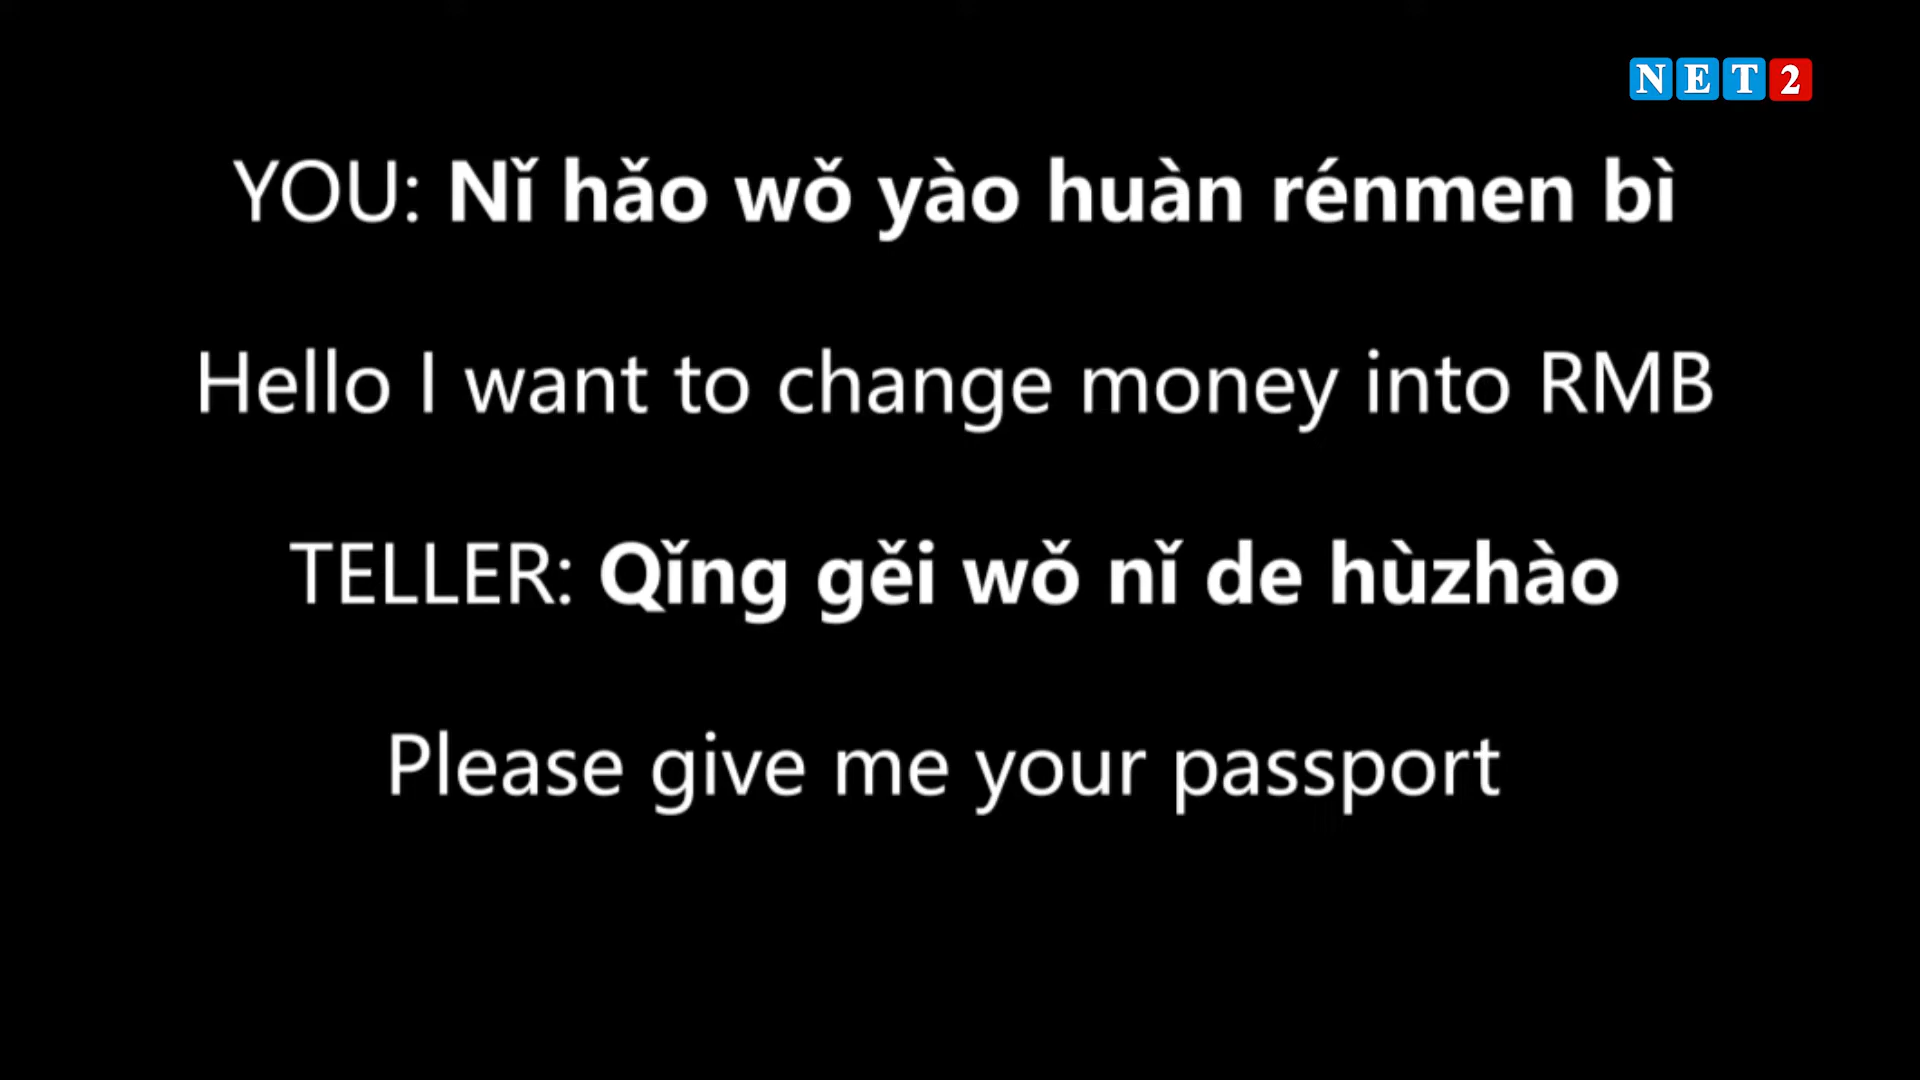 NET2
YOU: Nǐ hǎo wǒ yào huàn rénmen bì
Hello I want to change money into RMB
TELLER: Qǐng gěi wǒ nǐ de hùzhào
Please give me your passport